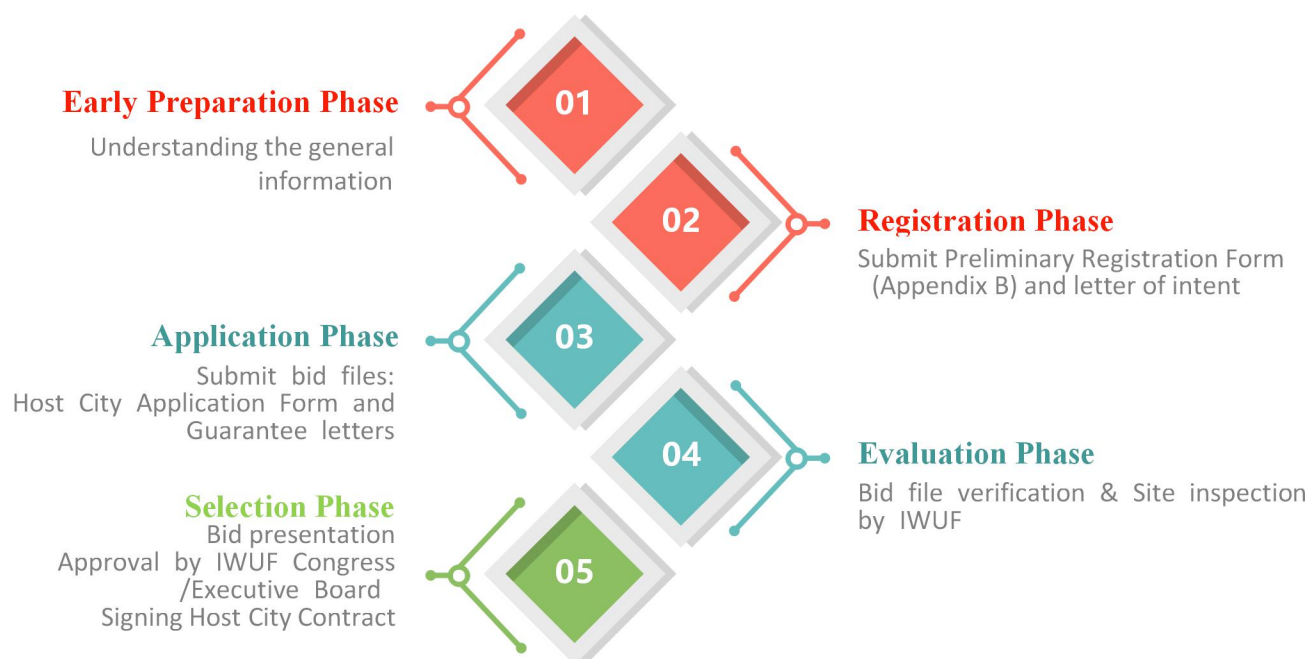 01
Early Preparation Phase
Understanding the general
information
02
Registration Phase
Submit Preliminary Registration Form
(Appendix B) and letter of intent
03
Application Phase
Submit bid files:
Host City Application Form and
Guarantee letters
04
Evaluation Phase
Bid file verification & Site inspection
by IWUF
05
Selection Phase
Bid presentation
Approval by IWUF Congress
/Executive Board
Signing Host City Contract